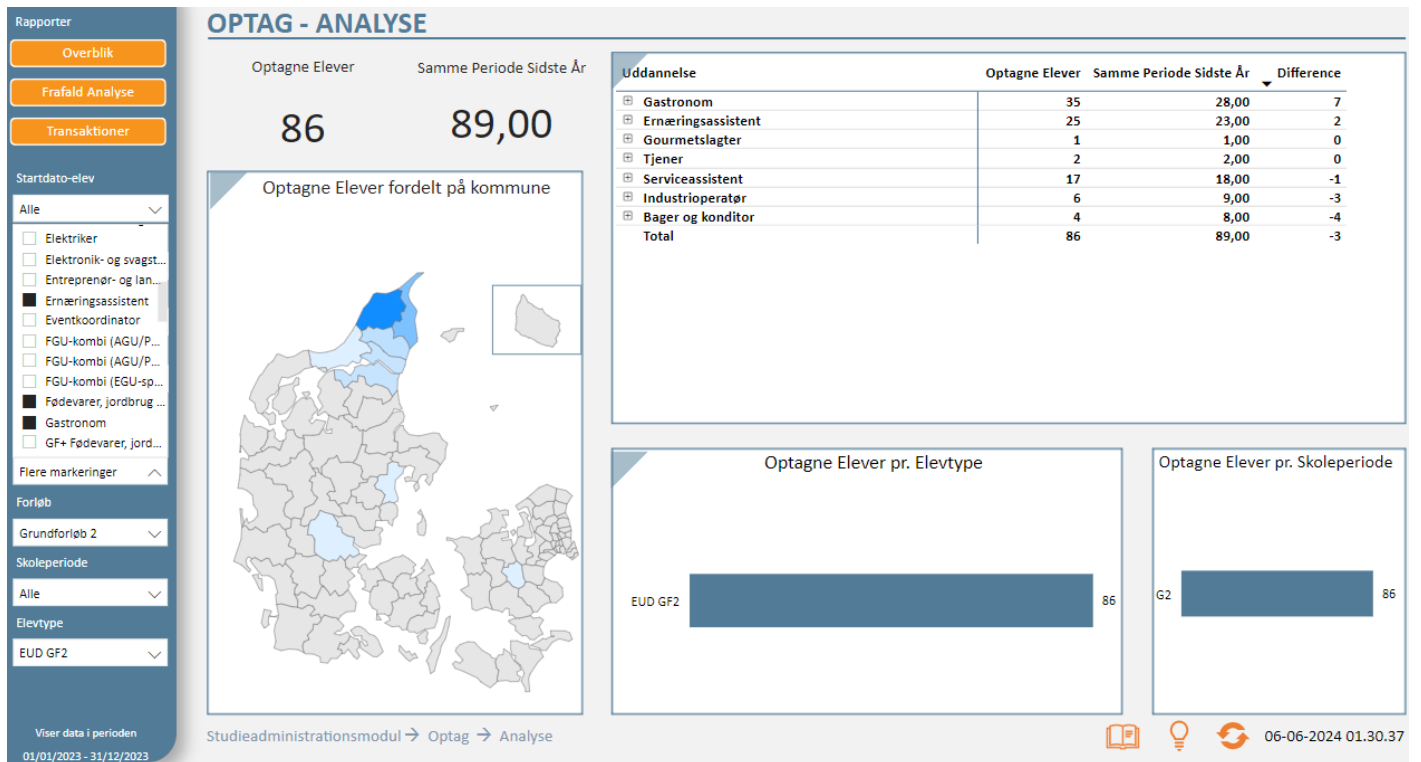 Rapporter
Overblik
Frafald Analyse
Transaktioner
Startdato-elev
Alle
Elektriker
Elektronik- og svagst...
Entreprenør- og lan...
Ernæringsassistent
Eventkoordinator
FGU-kombi (AGU/P...
FGU-kombi (AGU/P...
FGU-kombi (EGU-sp...
Fødevarer, jordbrug ...
Gastronom
GF+ Fødevarer, jord...
Flere markeringer
Forløb
Grundforløb 2
Skoleperiode
Alle
Elevtype
EUD GF2
Viser data i perioden
01/01/2023 - 31/12/2023
OPTAG - ANALYSE
Optagne Elever
86
Samme Periode Sidste År
89,00
Optagne Elever fordelt på kommune
Uddannelse Optagne Elever Samme Periode Sidste År Difference
Gastronom 35 28,00 7
Ernæringsassistent 25 23,00 2
Gourmetslagter 1 1,00 0
Tjener 2 2,00 0
Serviceassistent 17 18,00 -1
Industrioperatør 6 9,00 -3
Bager og konditor 4 8,00 -4
Total 86 89,00 -3
Optagne Elever pr. Elevtype
EUD GF2 86
Optagne Elever pr. Skoleperiode
G2 86
Studieadministrationsmodul → Optag → Analyse
06-06-2024 01.30.37